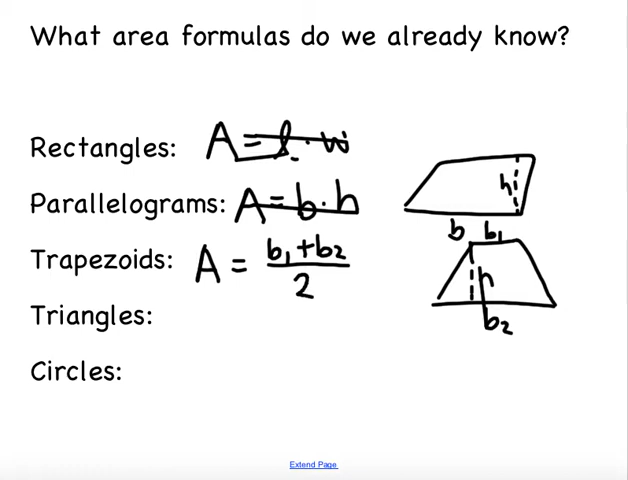 What area formulas do we already know?
Rectangles: A = l · w
Parallelograms: A = b · h
h
b
Trapezoids: A = b₁ + b₂ / 2
b₁
h
b₂
Triangles:
Circles:
Extend Page